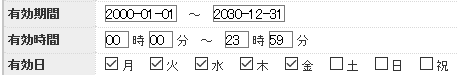 有効期間 2000-01-01 ～ 2030-12-31
有効時間 00 時 00 分 ～ 23 時 59 分
有効日 ☑月 ☑火 ☑水 ☑木 ☑金 ☐土 ☐日 ☐祝